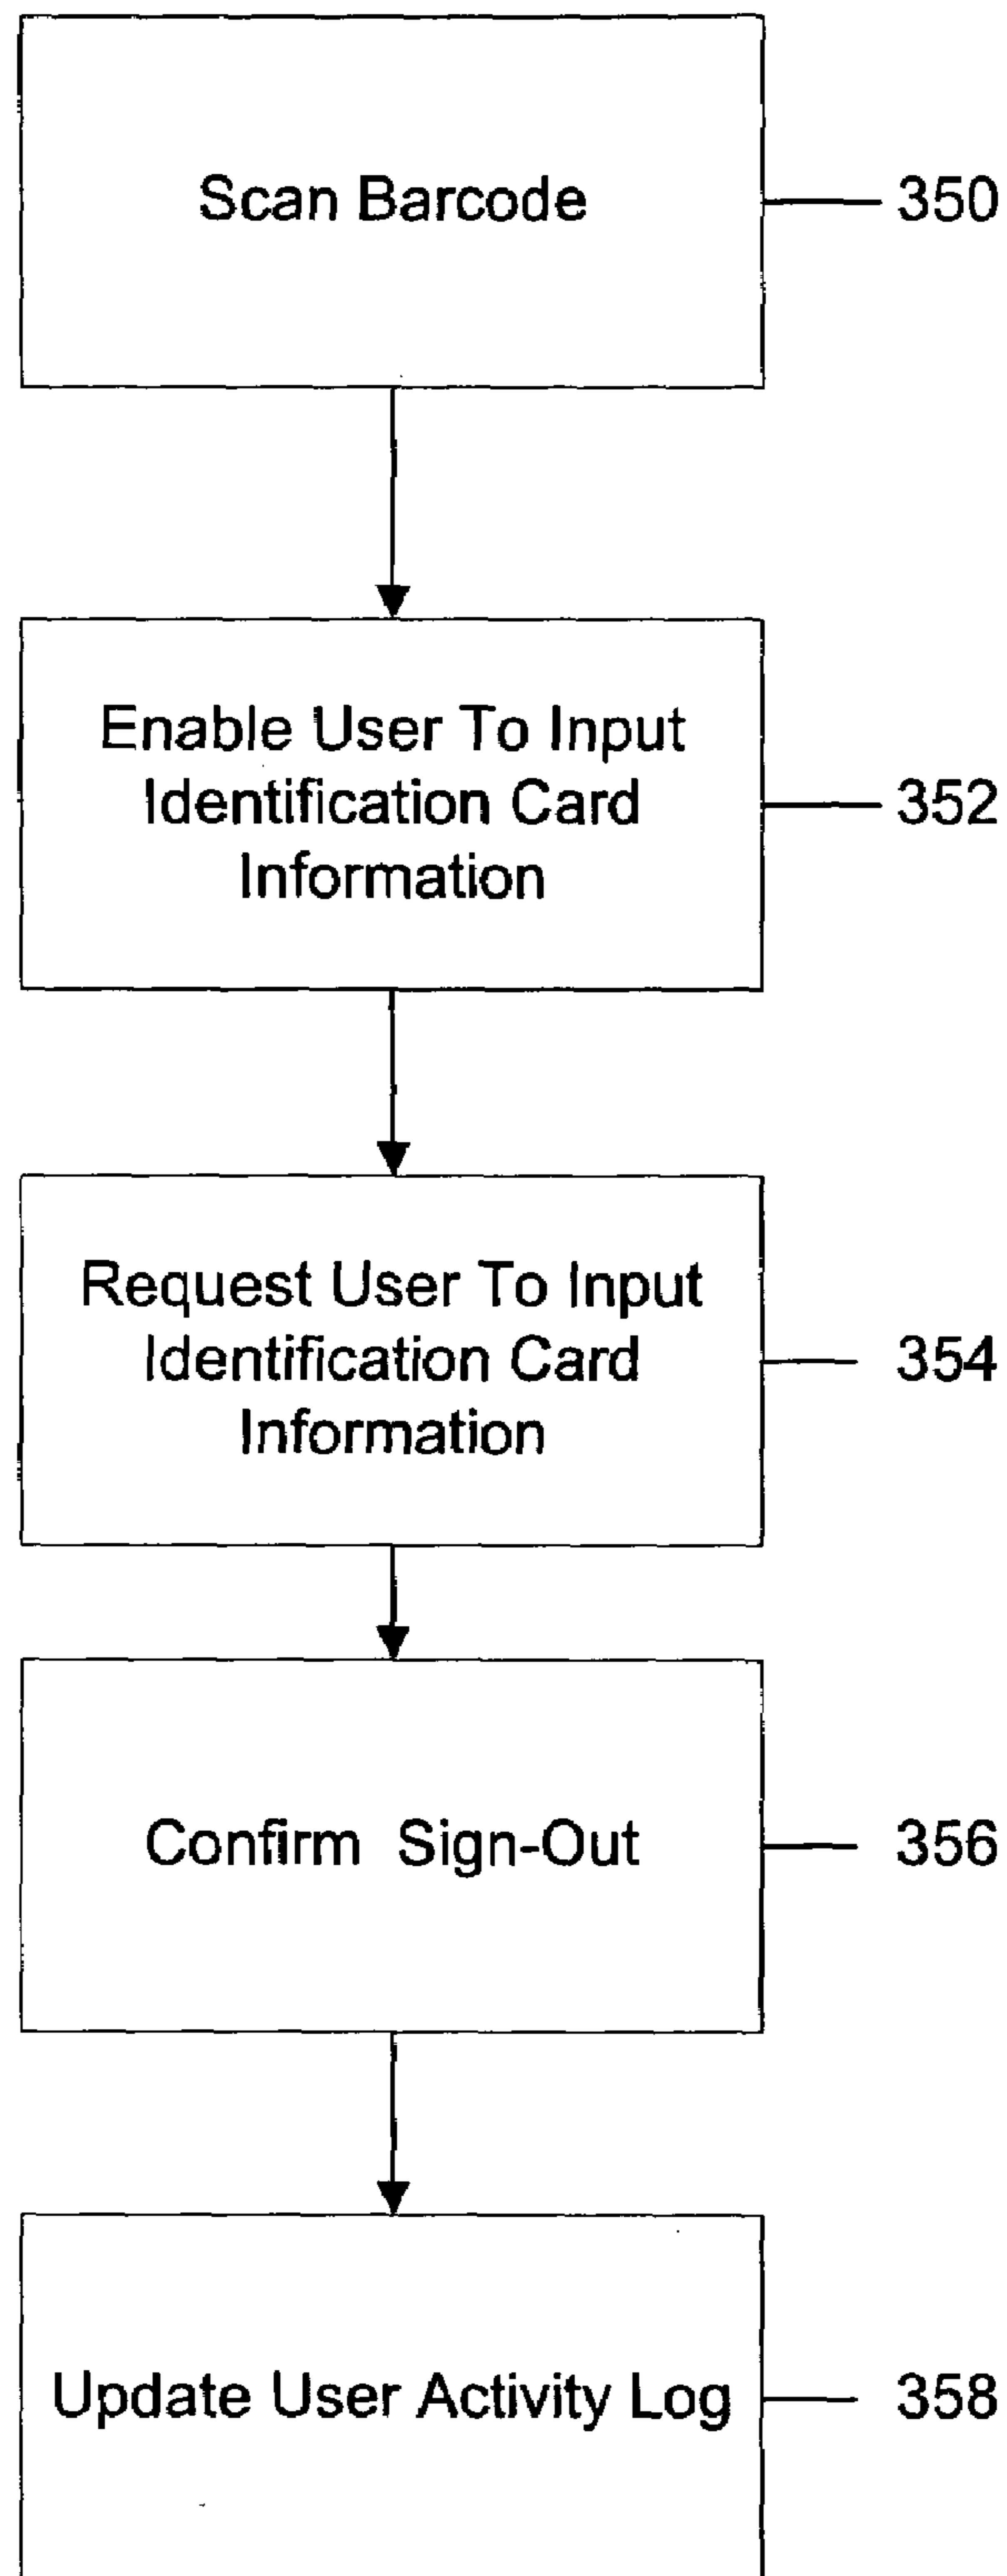 Scan Barcode
350
Enable User To Input
Identification Card
Information
352
Request User To Input
Identification Card
Information
354
Confirm Sign-Out
356
Update User Activity Log
358